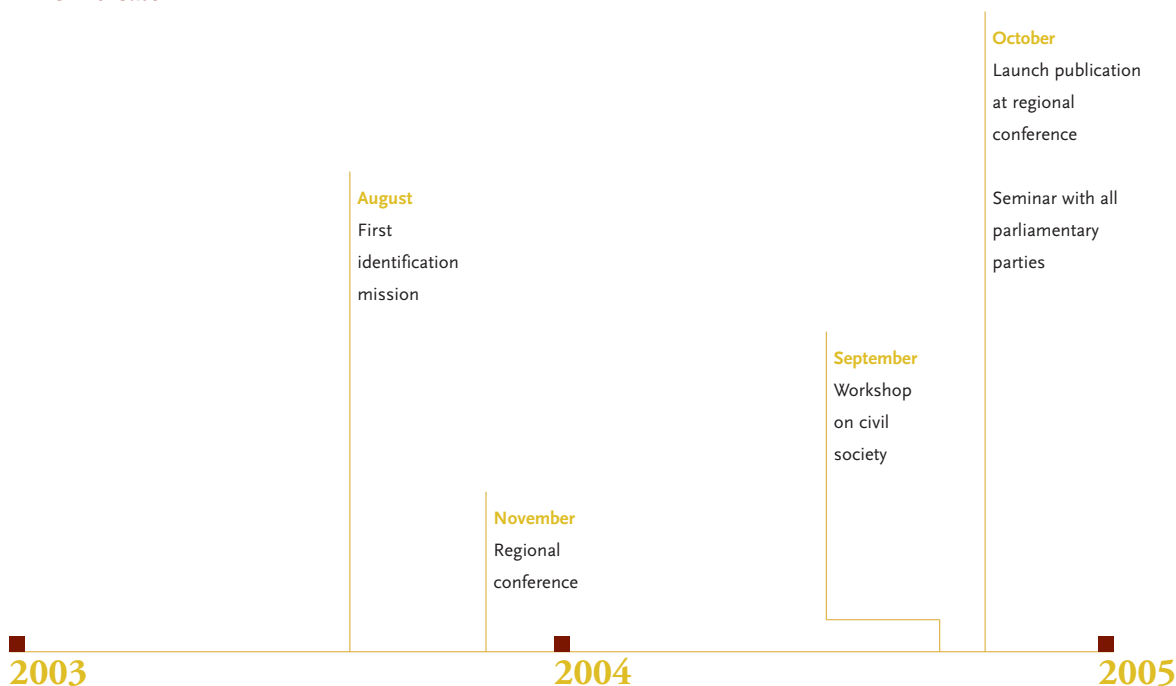 August
First
identification
mission
November
Regional
conference
September
Workshop
on civil
society
October
Launch publication
at regional
conference
Seminar with all
parliamentary
parties
2003
2004
2005